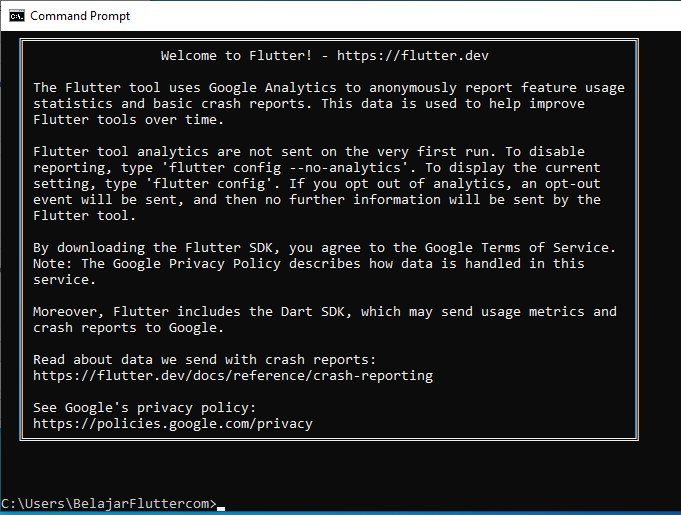 Command Prompt
Welcome to Flutter! - https://flutter.dev
The Flutter tool uses Google Analytics to anonymously report feature usage
statistics and basic crash reports. This data is used to help improve
Flutter tools over time.
Flutter tool analytics are not sent on the very first run. To disable
reporting, type 'flutter config --no-analytics'. To display the current
setting, type 'flutter config'. If you opt out of analytics, an opt-out
event will be sent, and then no further information will be sent by the
Flutter tool.
By downloading the Flutter SDK, you agree to the Google Terms of Service.
Note: The Google Privacy Policy describes how data is handled in this
service.
Moreover, Flutter includes the Dart SDK, which may send usage metrics and
crash reports to Google.
Read about data we send with crash reports:
https://flutter.dev/docs/reference/crash-reporting
See Google's privacy policy:
https://policies.google.com/privacy
C:\Users\BelajarFluttercom>